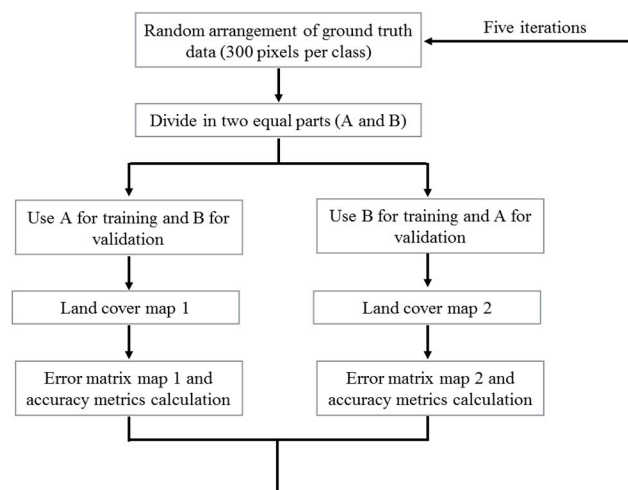 Random arrangement of ground truth
data (300 pixels per class)
Five iterations
Divide in two equal parts (A and B)
Use A for training and B for
validation
Use B for training and A for
validation
Land cover map 1
Land cover map 2
Error matrix map 1 and
accuracy metrics calculation
Error matrix map 2 and
accuracy metrics calculation